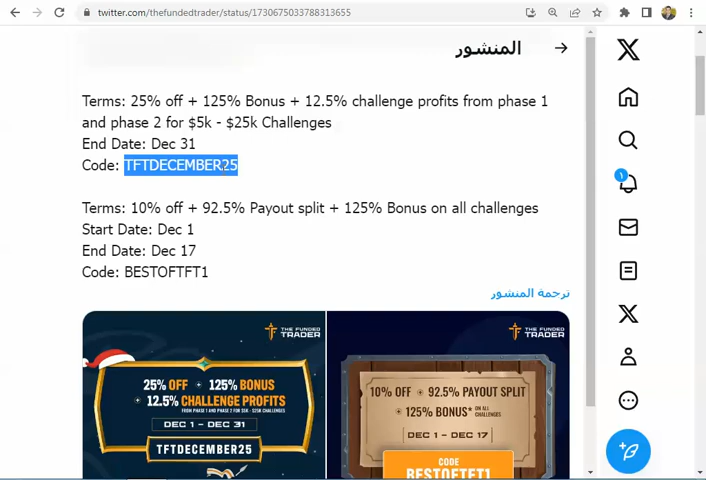 twitter.com/thefundedtrader/status/1730675033788313655
المنشور
Terms: 25% off + 125% Bonus + 12.5% challenge profits from phase 1
and phase 2 for $5k - $25k Challenges
End Date: Dec 31
Code: TFTDECEMBER25
Terms: 10% off + 92.5% Payout split + 125% Bonus on all challenges
Start Date: Dec 1
End Date: Dec 17
Code: BESTOFTFT1
ترجمة المنشور
١
THE FUNDED
TRADER
25% OFF + 125% BONUS
+ 12.5% CHALLENGE PROFITS
FROM PHASE 1 AND PHASE 2 FOR $5K - $25K CHALLENGES
DEC 1 - DEC 31
TFTDECEMBER25
THE FUNDED
TRADER
10% OFF + 92.5% PAYOUT SPLIT
+ 125% BONUS* ON ALL CHALLENGES
DEC 1 - DEC 17
CODE
BESTOFTFT1